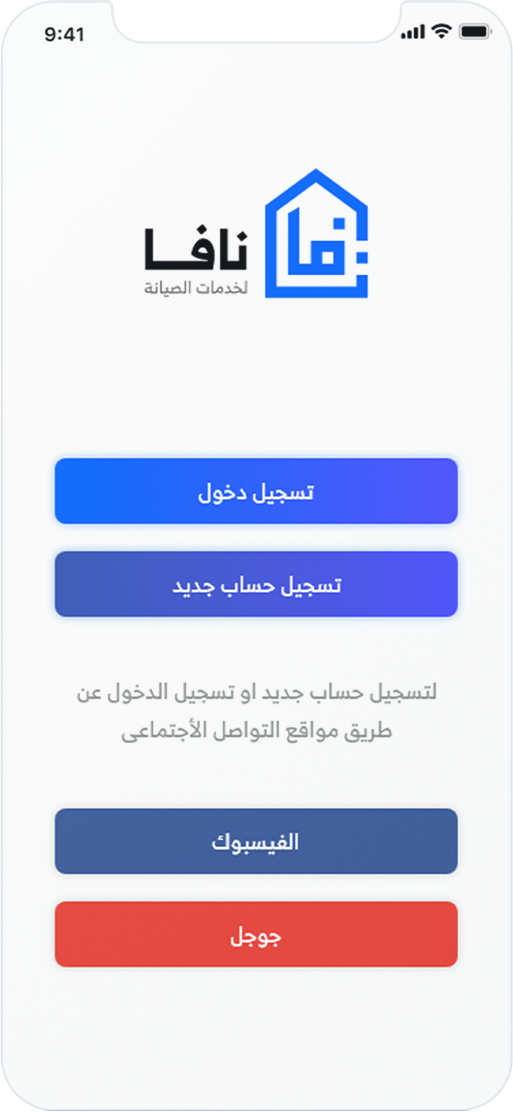 9:41
نافا
لخدمات الصيانة
تسجيل دخول
تسجيل حساب جديد
لتسجيل حساب جديد او تسجيل الدخول عن
طريق مواقع التواصل الأجتماعى
الفيسبوك
جوجل